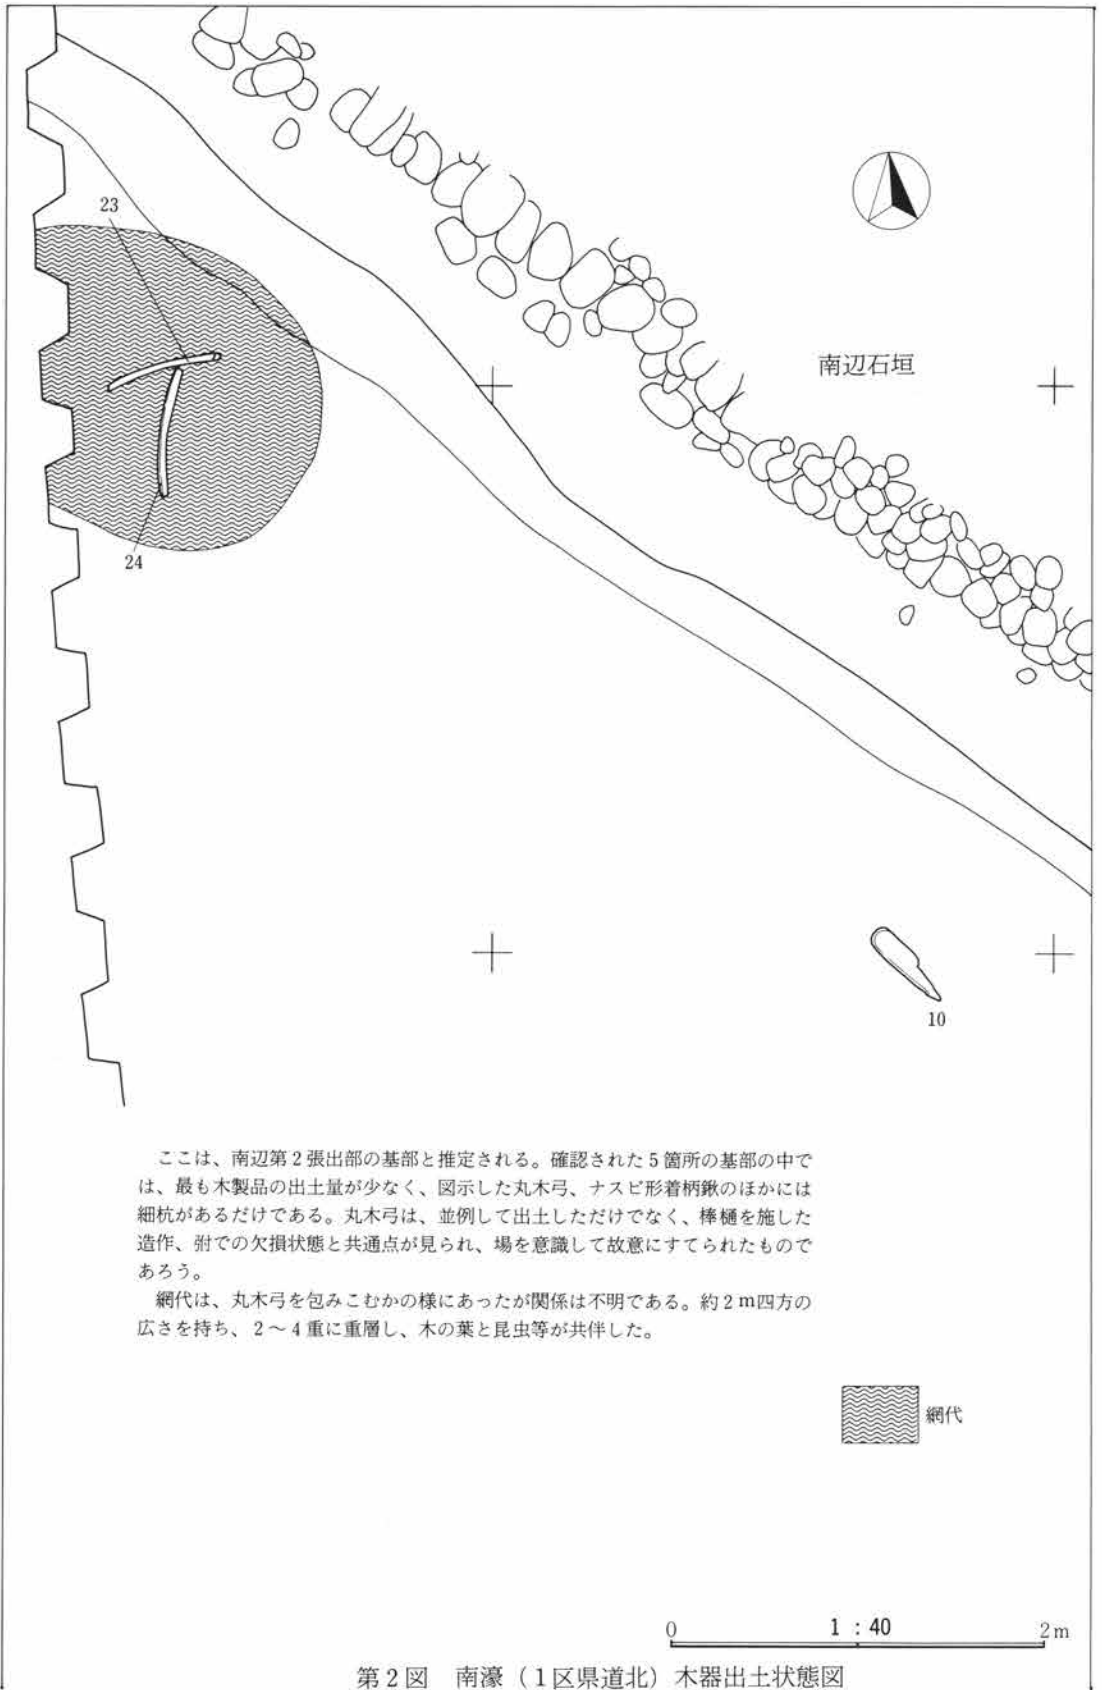 23
南辺石垣
24
10
ここは、南辺第2張出部の基部と推定される。確認された5箇所の基部の中で
は、最も木製品の出土量が少なく、図示した丸木弓、ナスビ形着柄鍬のほかには
細杭があるだけである。丸木弓は、並例して出土しただけでなく、棒樋を施した
造作、弣での欠損状態と共通点が見られ、場を意識して故意にすてられたもので
あろう。
網代は、丸木弓を包みこむかの様にあったが関係は不明である。約2m四方の
広さを持ち、2〜4重に重層し、木の葉と昆虫等が共伴した。
網代
0 1:40 2m
第2図 南濠(1区県道北)木器出土状態図